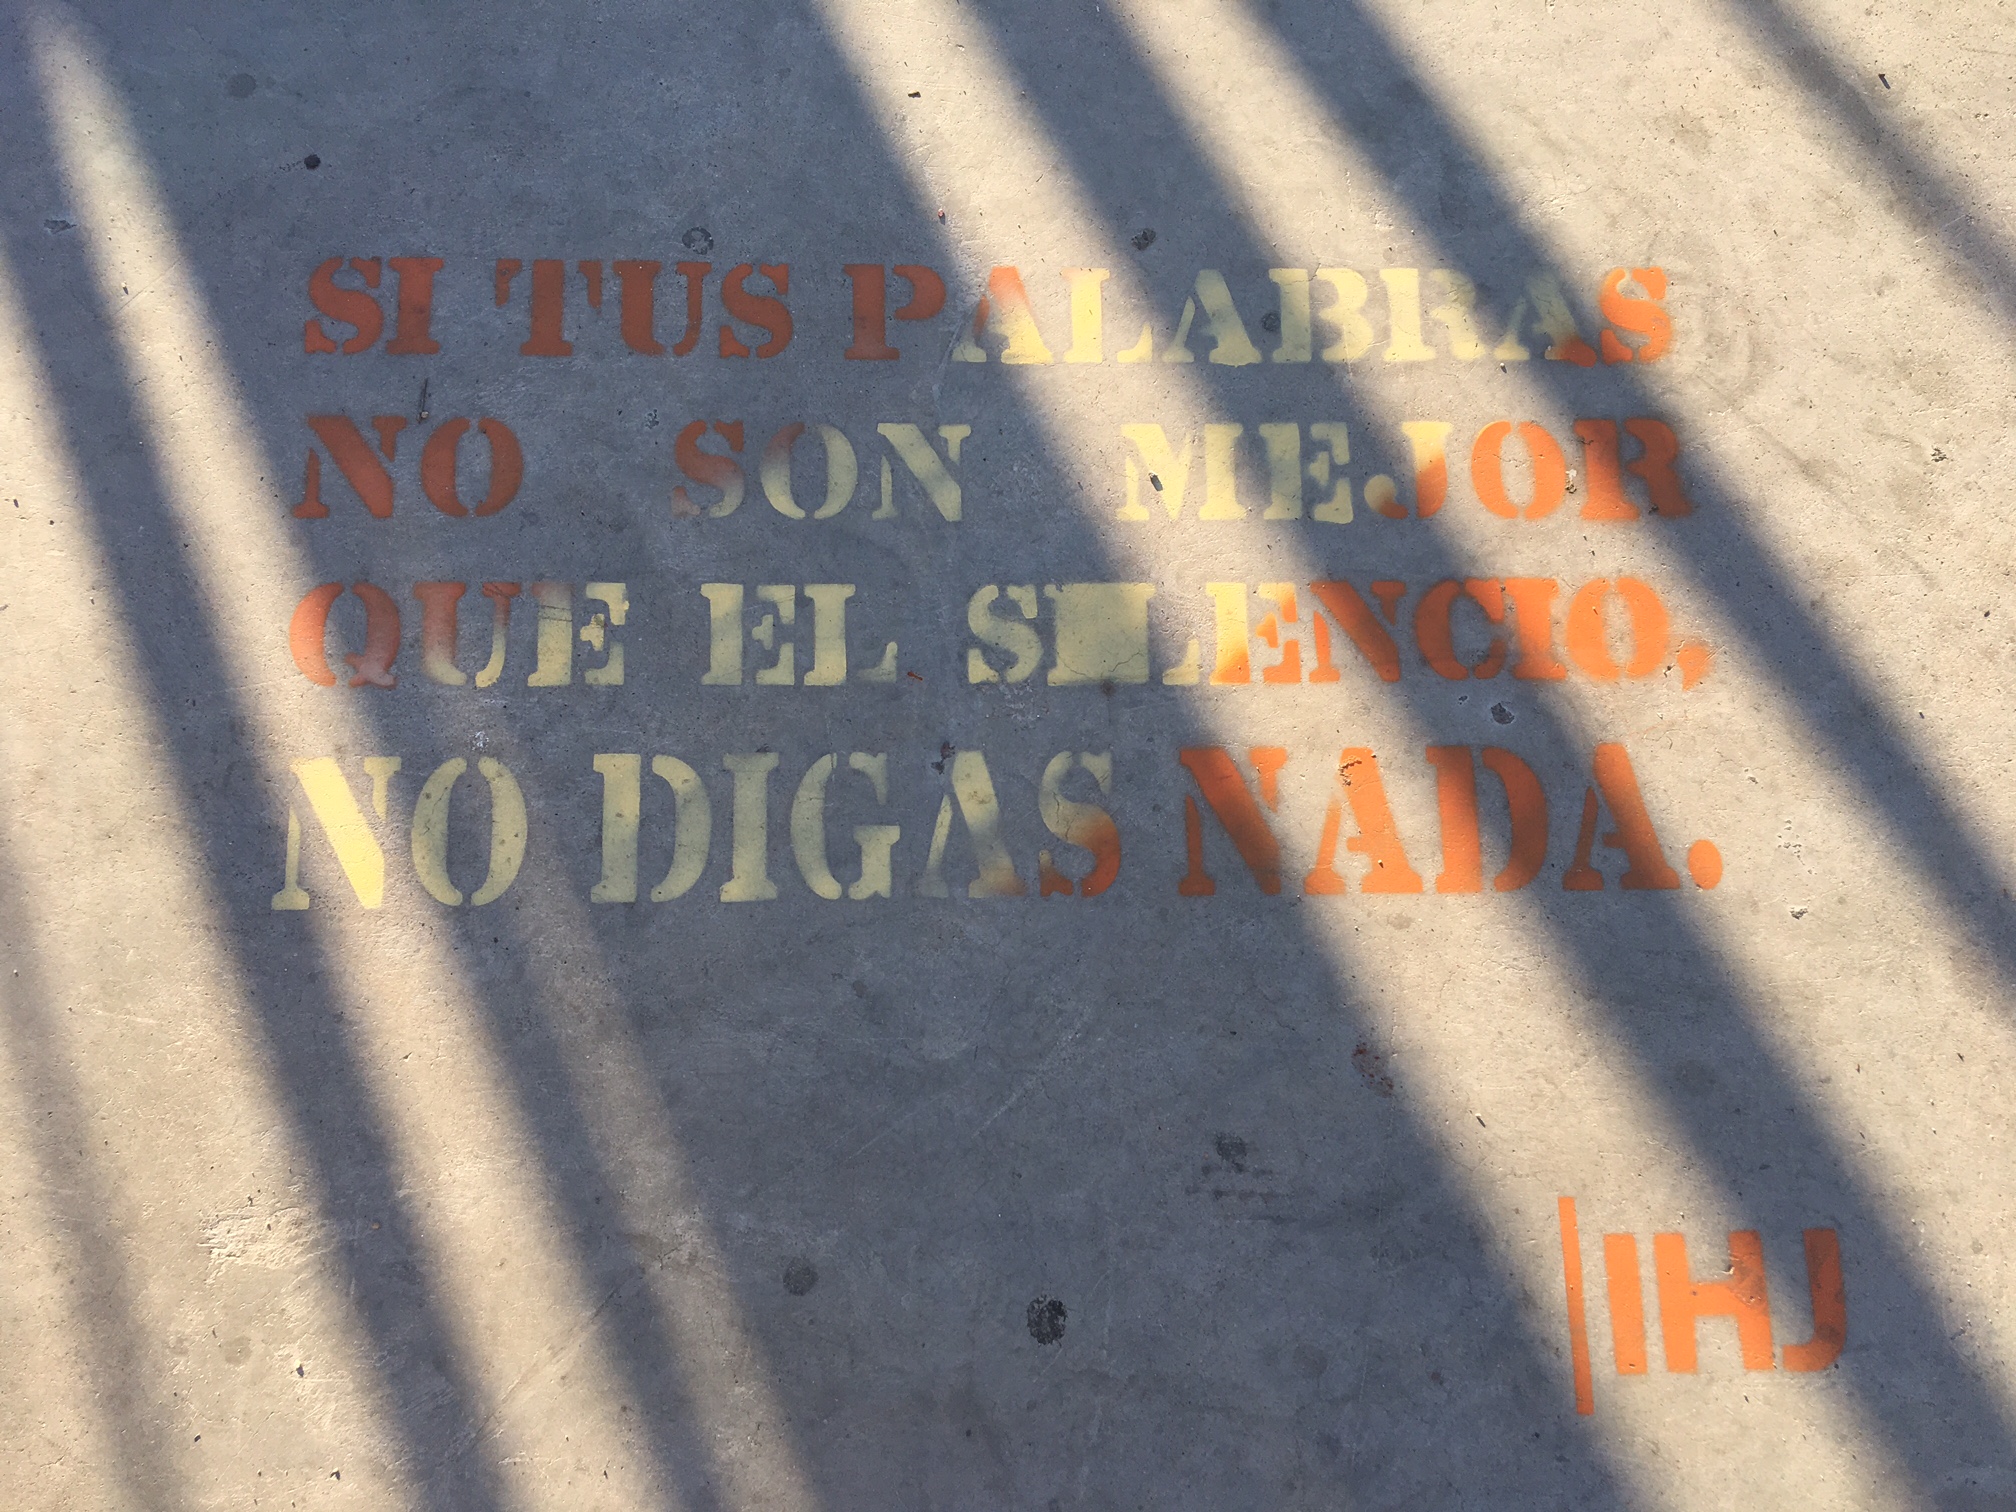 SI TUS PALABRAS
NO SON MEJOR
QUE EL SILENCIO,
NO DIGAS NADA.
|IHJ